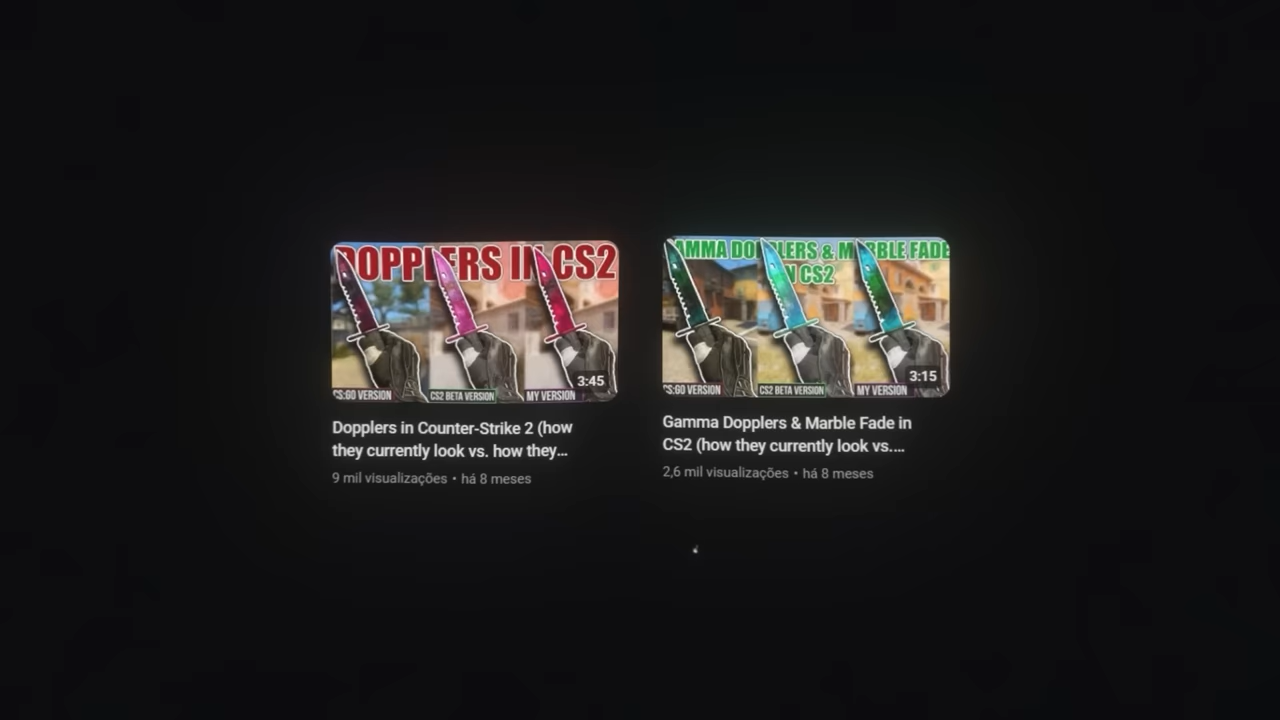 DOPPLERS IN CS2
CS:GO VERSION
CS2 BETA VERSION
MY VERSION
3:45
Dopplers in Counter-Strike 2 (how
they currently look vs. how they...
9 mil visualizações • há 8 meses
GAMMA DOPPLERS & MARBLE FADE
IN CS2
CS:GO VERSION
CS2 BETA VERSION
MY VERSION
3:15
Gamma Dopplers & Marble Fade in
CS2 (how they currently look vs....
2,6 mil visualizações • há 8 meses